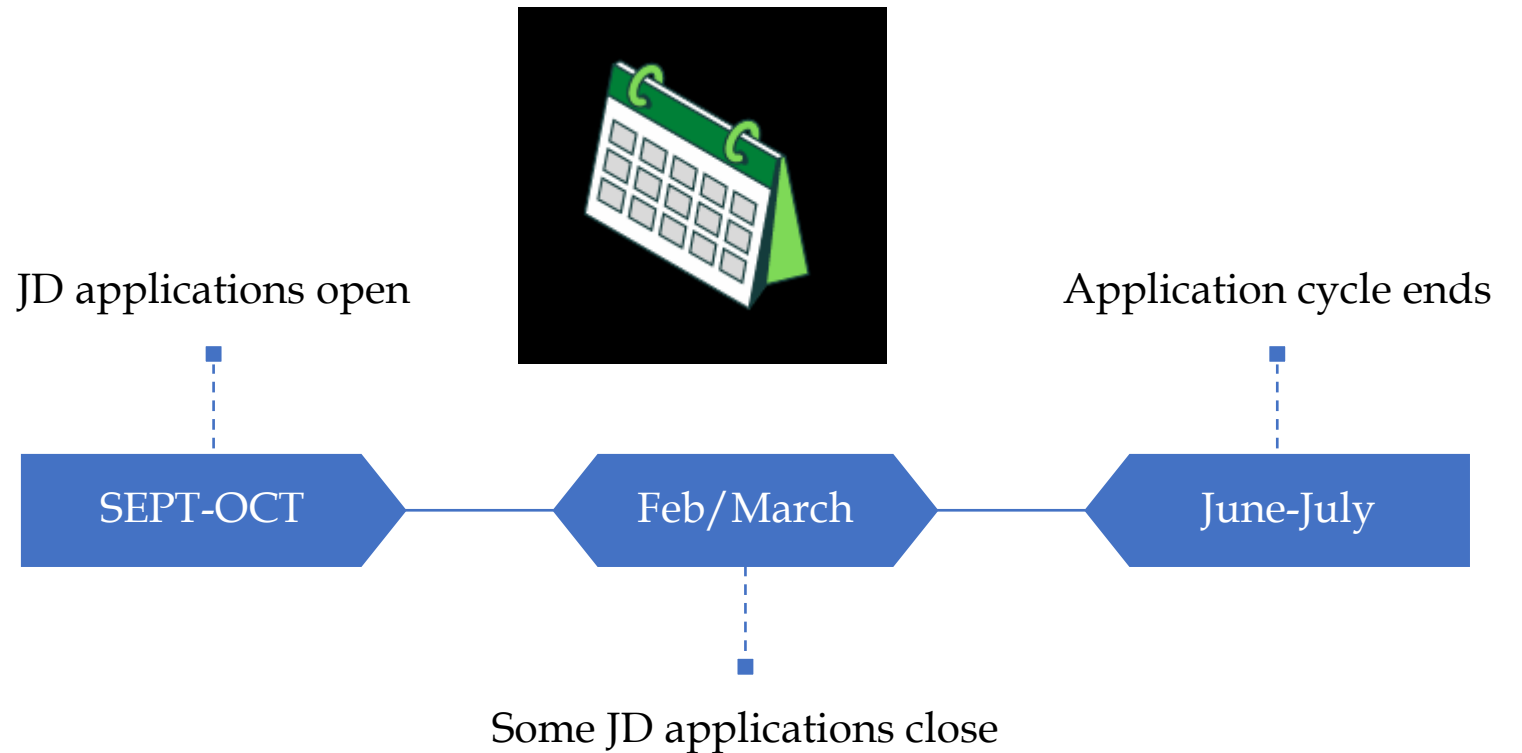 JD applications open
Application cycle ends
SEPT-OCT
Feb/March
June-July
Some JD applications close